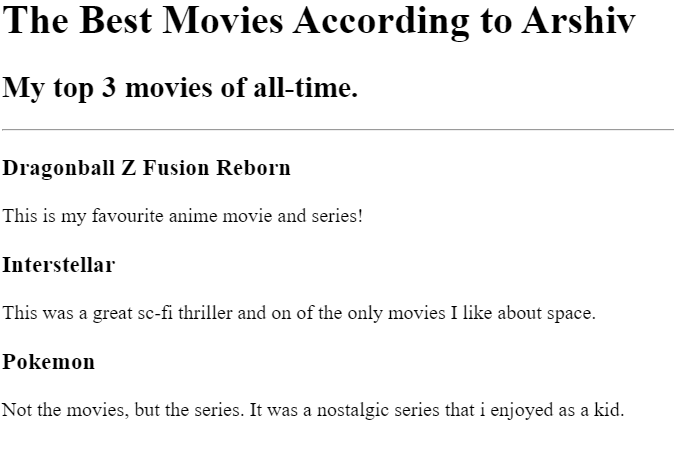 The Best Movies According to Arshiv
My top 3 movies of all-time.
Dragonball Z Fusion Reborn
This is my favourite anime movie and series!
Interstellar
This was a great sc-fi thriller and on of the only movies I like about space.
Pokemon
Not the movies, but the series. It was a nostalgic series that i enjoyed as a kid.